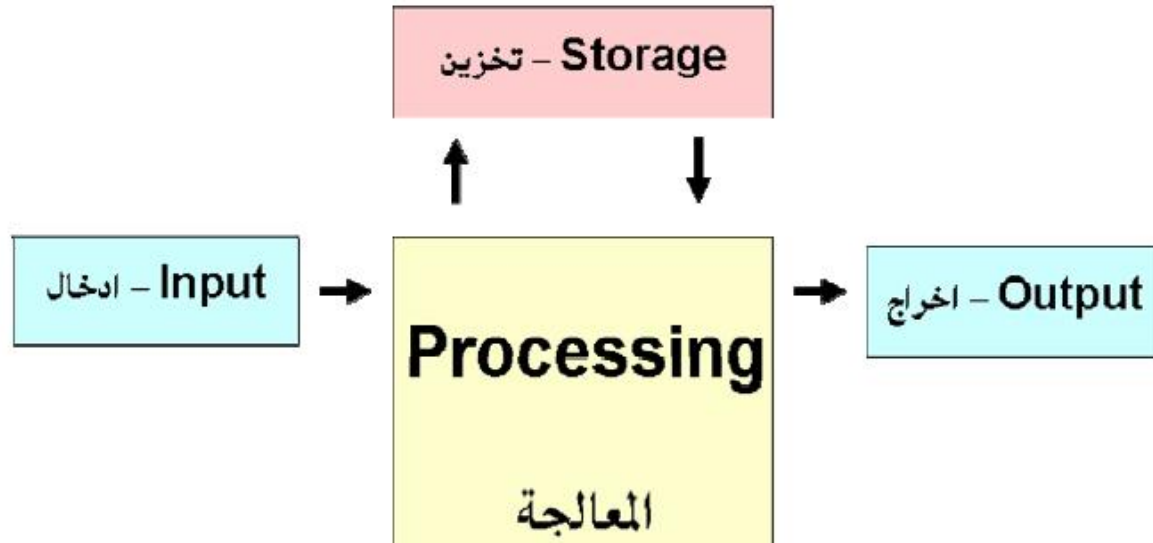 Storage – تخزين
Input – ادخال
Processing
المعالجة
Output – اخراج